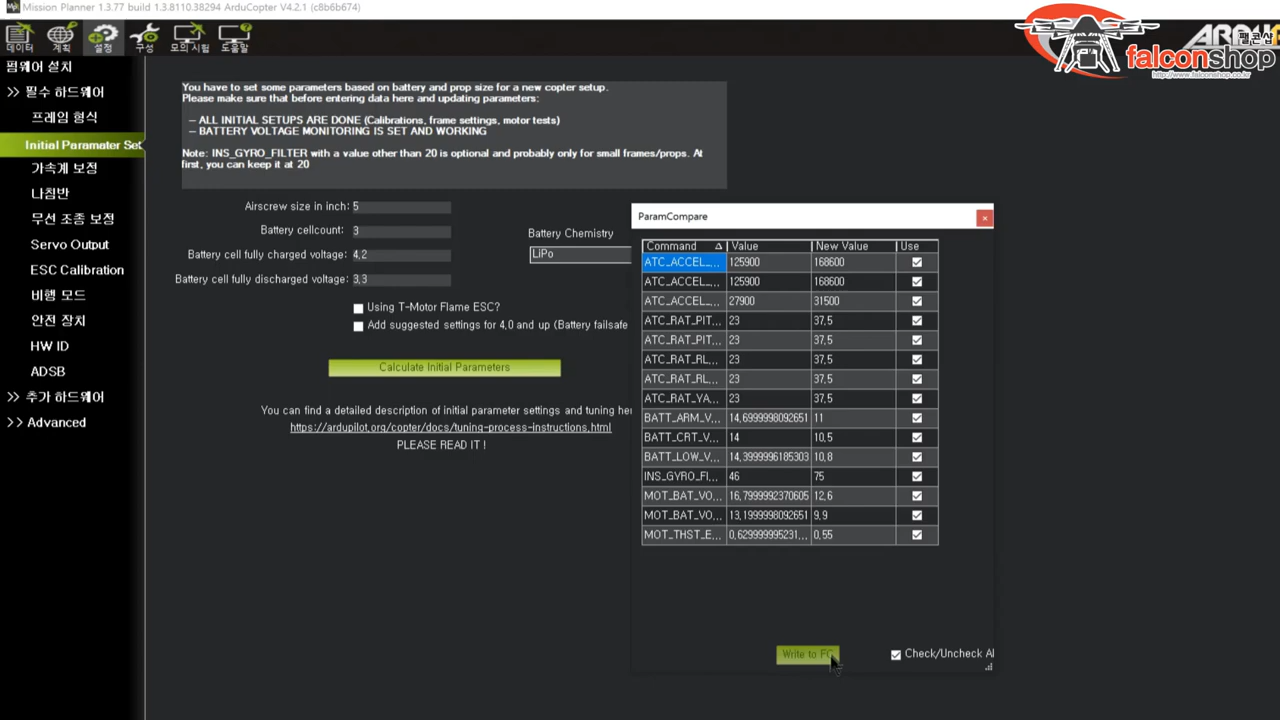 Mission Planner 1.3.77 build 1.3.8110.38294 ArduCopter V4.2.1 (c8b6b674)
데이터
계획
설정
구성
모의 시험
도움말
팰콘샵
falconshop
http://www.falconshop.co.kr
펌웨어 설치
>> 필수 하드웨어
프레임 형식
Initial Paramater Set
가속계 보정
나침반
무선 조종 보정
Servo Output
ESC Calibration
비행 모드
안전 장치
HW ID
ADSB
>> 추가 하드웨어
>> Advanced
You have to set some parameters based on battery and prop size for a new copter setup.
Please make sure that before entering data here and updating parameters:
– ALL INITIAL SETUPS ARE DONE (Calibrations, frame settings, motor tests)
– BATTERY VOLTAGE MONITORING IS SET AND WORKING
Note: INS_GYRO_FILTER with a value other than 20 is optional and probably only for small frames/props. At
first, you can keep it at 20
Airscrew size in inch: 5
Battery cellcount: 3
Battery cell fully charged voltage: 4,2
Battery cell fully discharged voltage: 3,3
Battery Chemistry
LiPo
Using T-Motor Flame ESC?
Add suggested settings for 4,0 and up (Battery failsafe
Calculate Initial Parameters
You can find a detailed description of initial parameter settings and tuning her
https://ardupilot,org/copter/docs/tuning-process-instructions,html
PLEASE READ IT !
ParamCompare
Command Value New Value Use
ATC_ACCEL_,,, 125900 168600
ATC_ACCEL_,,, 125900 168600
ATC_ACCEL_,,, 27900 31500
ATC_RAT_PIT,,, 23 37,5
ATC_RAT_PIT,,, 23 37,5
ATC_RAT_RL,,, 23 37,5
ATC_RAT_RL,,, 23 37,5
ATC_RAT_YA,,, 23 37,5
BATT_ARM_V,,, 14,6999998092651 11
BATT_CRT_V,,, 14 10,5
BATT_LOW_V,,, 14,3999996185303 10,8
INS_GYRO_FI,,, 46 75
MOT_BAT_VO,,, 16,7999992370605 12,6
MOT_BAT_VO,,, 13,1999998092651 9,9
MOT_THST_E,,, 0,629999995231,,, 0,55
Write to FC
Check/Uncheck Al